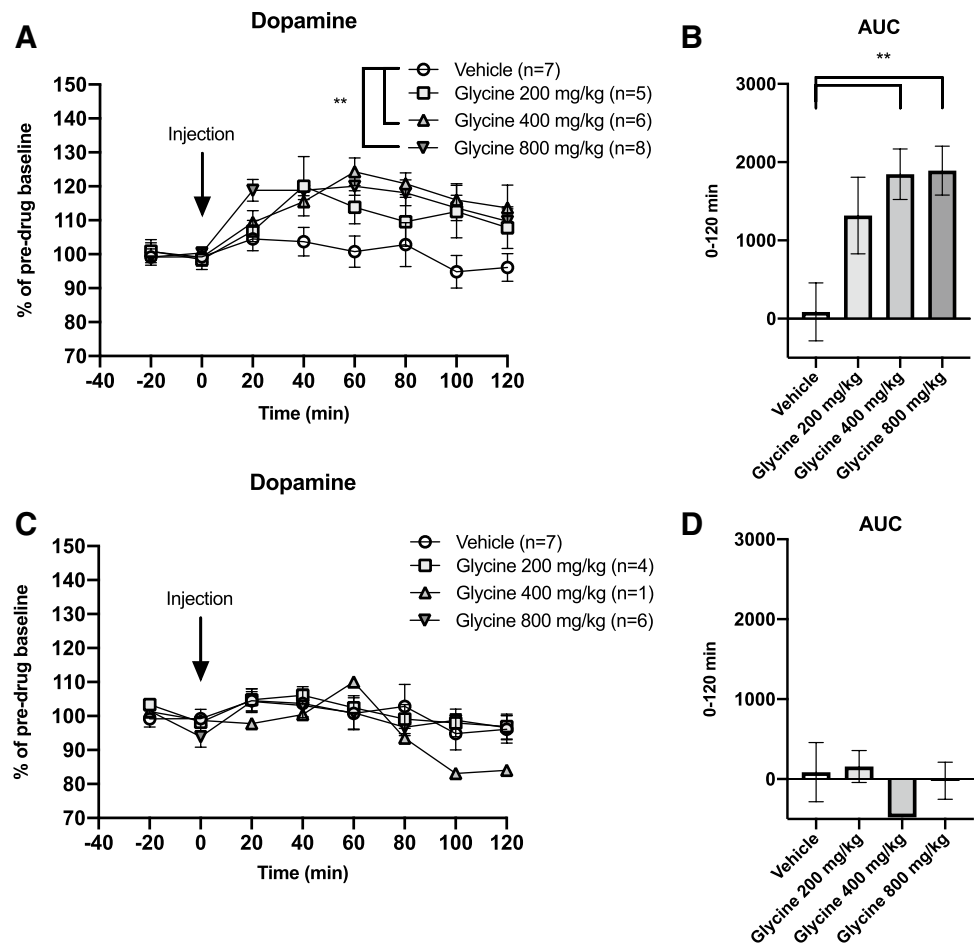 A
Dopamine
**
Vehicle (n=7)
Glycine 200 mg/kg (n=5)
Glycine 400 mg/kg (n=6)
Glycine 800 mg/kg (n=8)
Injection
% of pre-drug baseline
150
140
130
120
110
100
90
80
70
-40 -20 0 20 40 60 80 100 120
Time (min)
B
AUC
**
0-120 min
3000
2000
1000
0
Vehicle
Glycine 200 mg/kg
Glycine 400 mg/kg
Glycine 800 mg/kg
C
Dopamine
Vehicle (n=7)
Glycine 200 mg/kg (n=4)
Glycine 400 mg/kg (n=1)
Glycine 800 mg/kg (n=6)
Injection
% of pre-drug baseline
150
140
130
120
110
100
90
80
70
-40 -20 0 20 40 60 80 100 120
Time (min)
D
AUC
0-120 min
3000
2000
1000
0
Vehicle
Glycine 200 mg/kg
Glycine 400 mg/kg
Glycine 800 mg/kg